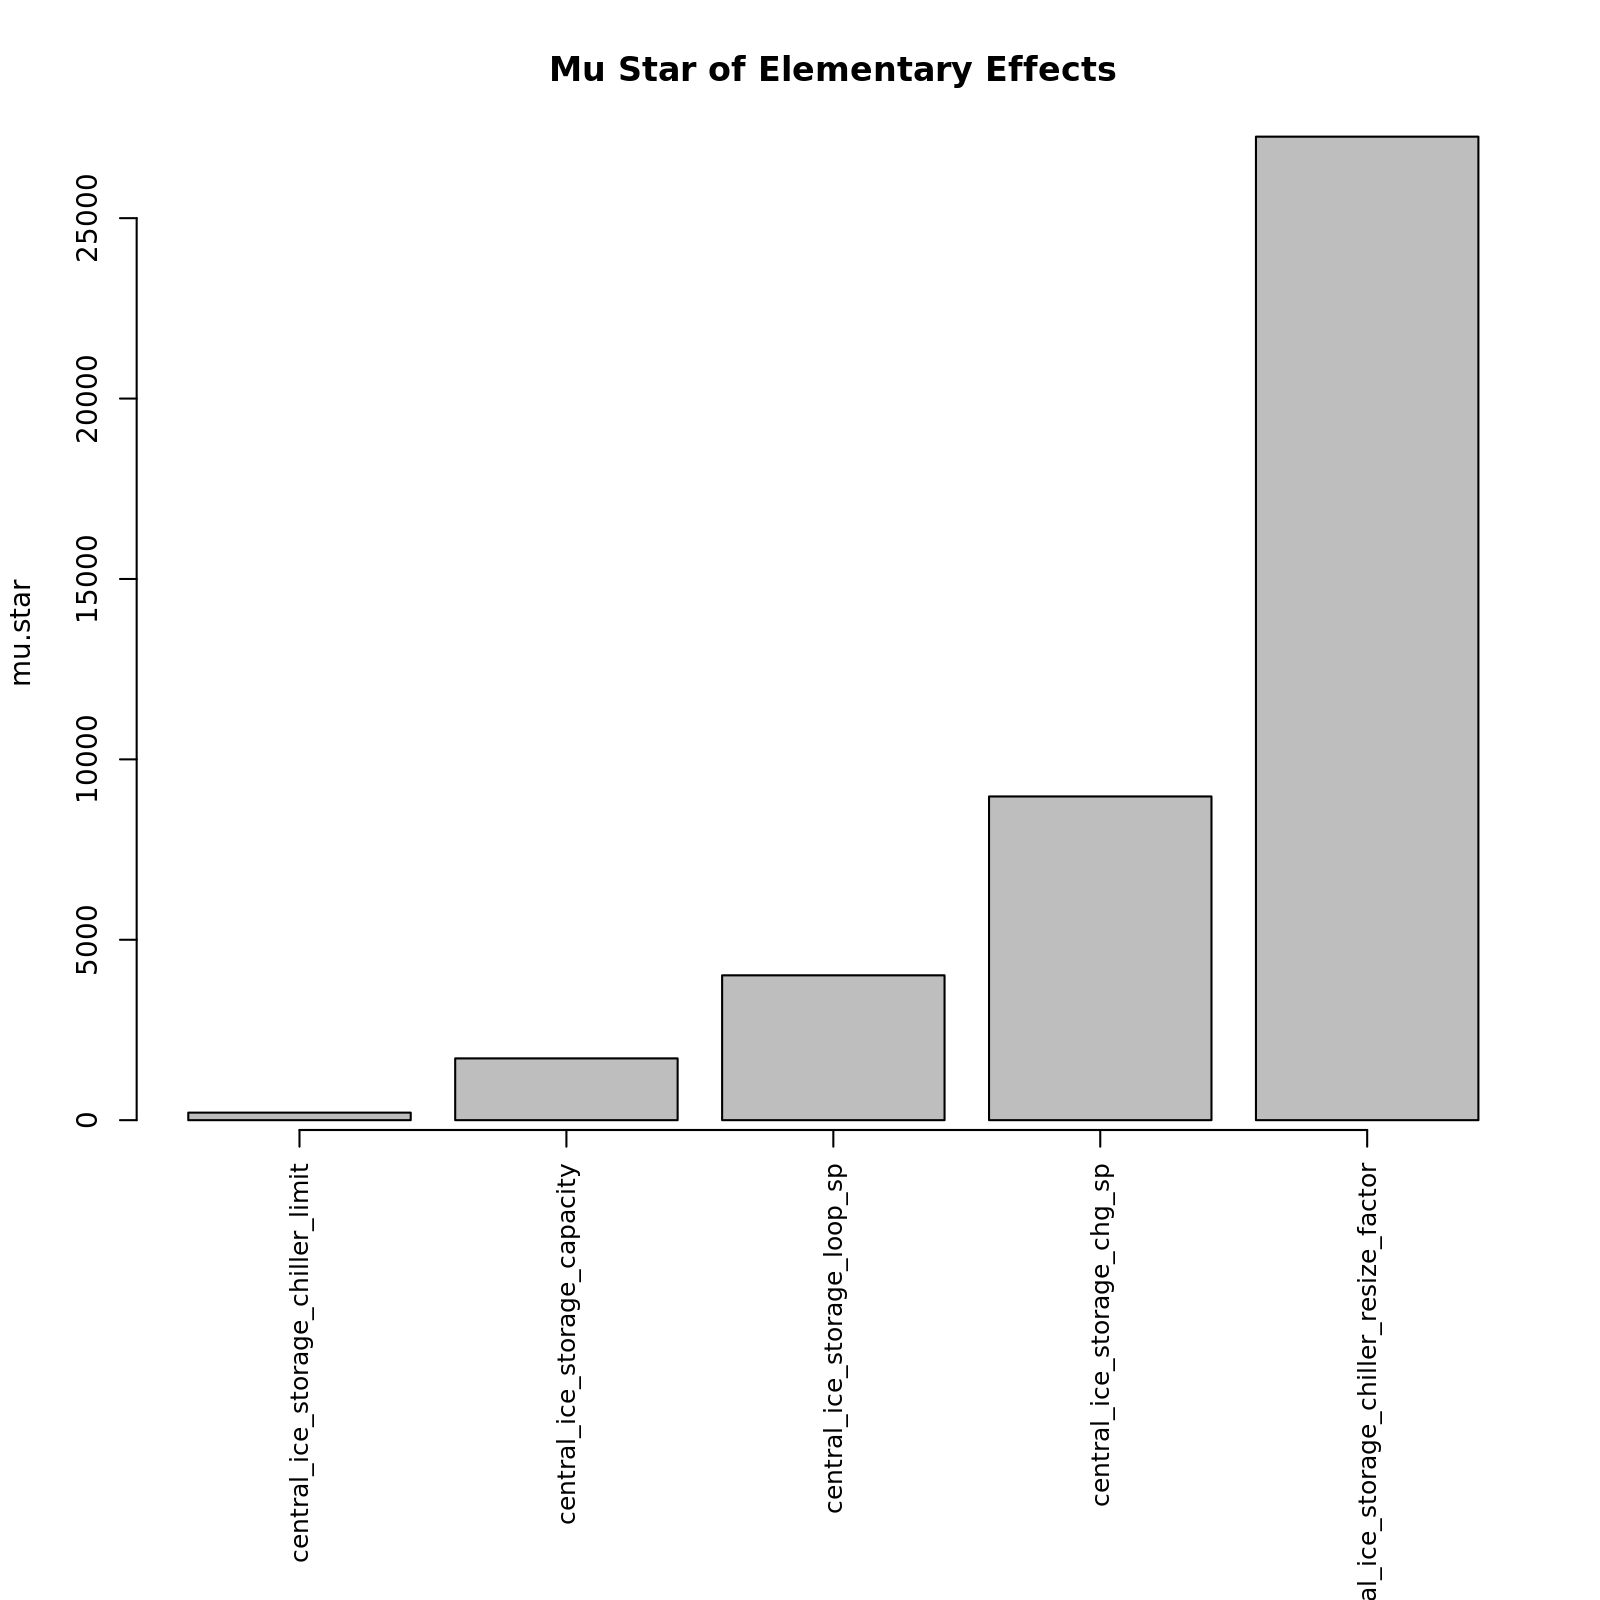 Mu Star of Elementary Effects
mu.star
25000
20000
15000
10000
5000
0
central_ice_storage_chiller_limit
central_ice_storage_capacity
central_ice_storage_loop_sp
central_ice_storage_chg_sp
al_ice_storage_chiller_resize_factor